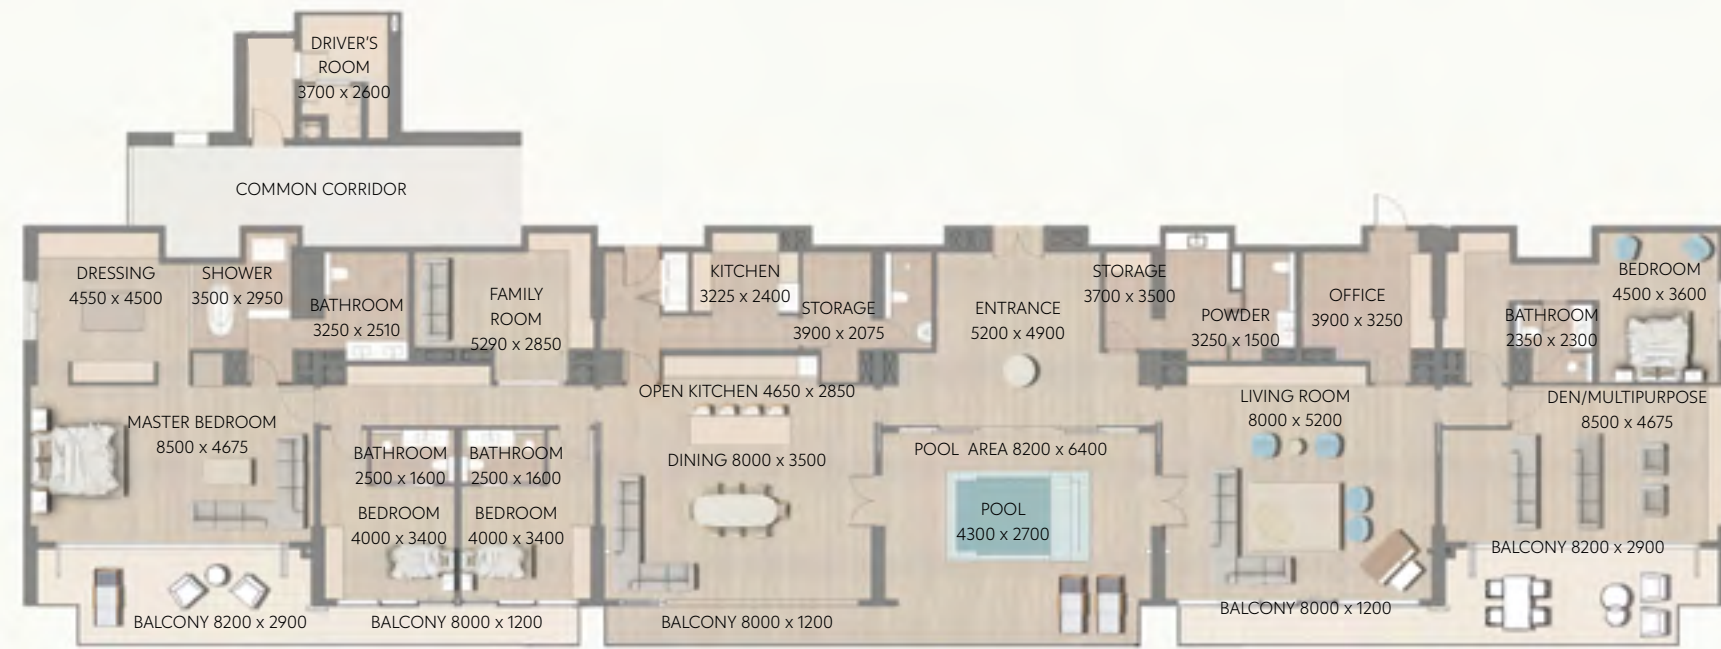 DRIVER'S
ROOM
3700 x 2600
COMMON CORRIDOR
DRESSING
4550 x 4500
SHOWER
3500 x 2950
BATHROOM
3250 x 2510
FAMILY
ROOM
5290 x 2850
KITCHEN
3225 x 2400
STORAGE
3900 x 2075
ENTRANCE
5200 x 4900
STORAGE
3700 x 3500
POWDER
3250 x 1500
OFFICE
3900 x 3250
BATHROOM
2350 x 2300
BEDROOM
4500 x 3600
MASTER BEDROOM
8500 x 4675
BATHROOM
2500 x 1600
BATHROOM
2500 x 1600
BEDROOM
4000 x 3400
BEDROOM
4000 x 3400
OPEN KITCHEN 4650 x 2850
DINING 8000 x 3500
POOL AREA 8200 x 6400
POOL
4300 x 2700
LIVING ROOM
8000 x 5200
DEN/MULTIPURPOSE
8500 x 4675
BALCONY 8200 x 2900
BALCONY 8000 x 1200
BALCONY 8000 x 1200
BALCONY 8000 x 1200
BALCONY 8200 x 2900